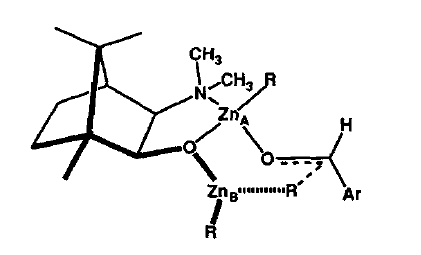 CH3
N CH3 R
ZnA
H
O O
ZnB R Ar
R